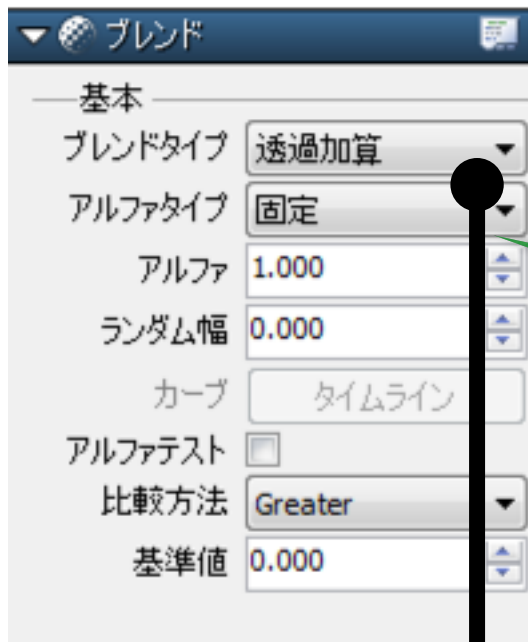 ブレンド
基本
ブレンドタイプ 透過加算
アルファタイプ 固定
アルファ 1.000
ランダム幅 0.000
カーブ タイムライン
アルファテスト
比較方法 Greater
基準値 0.000